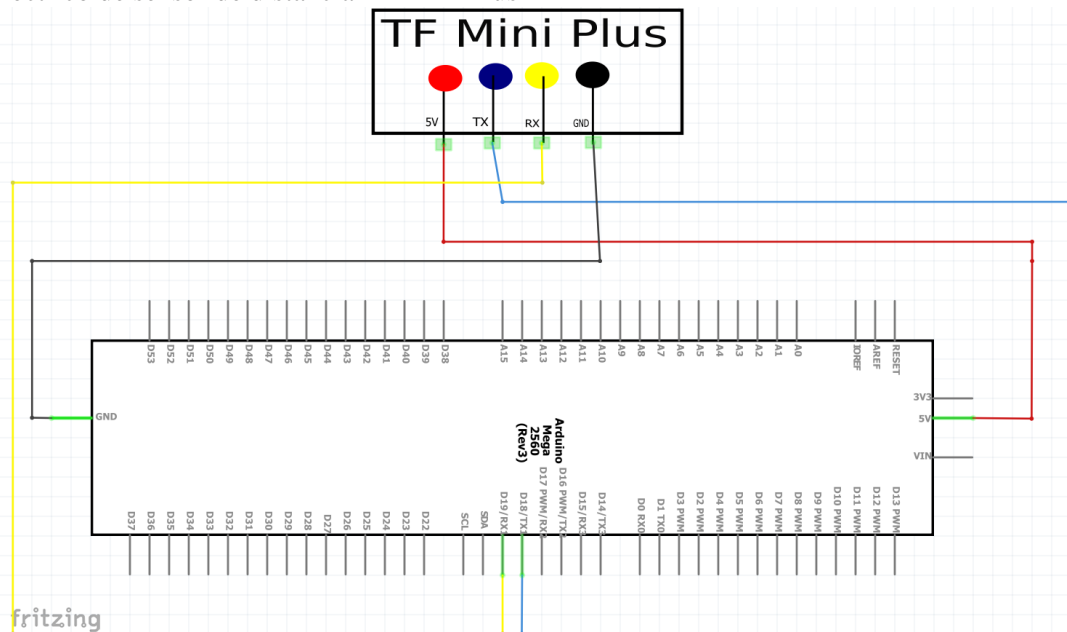 TF Mini Plus
5V TX RX GND
D53 D52 D51 D50 D49 D48 D47 D46 D45 D44 D43 D42 D41 D40 D39 D38 A15 A14 A13 A12 A11 A10 A9 A8 A7 A6 A5 A4 A3 A2 A1 A0 IOREF AREF RESET
3V3
GND
5V
VIN
Arduino
Mega
2560
(Rev3)
D37 D36 D35 D34 D33 D32 D31 D30 D29 D28 D27 D26 D25 D24 D23 D22 SCL SDA D19/RX1 D18/TX1 D17 PWM/RX2 D16 PWM/TX2 D15/RX3 D14/TX3 D0 RX0 D1 TX0 D3 PWM D2 PWM D4 PWM D5 PWM D6 PWM D7 PWM D8 PWM D9 PWM D10 PWM D11 PWM D12 PWM D13 PWM
fritzing